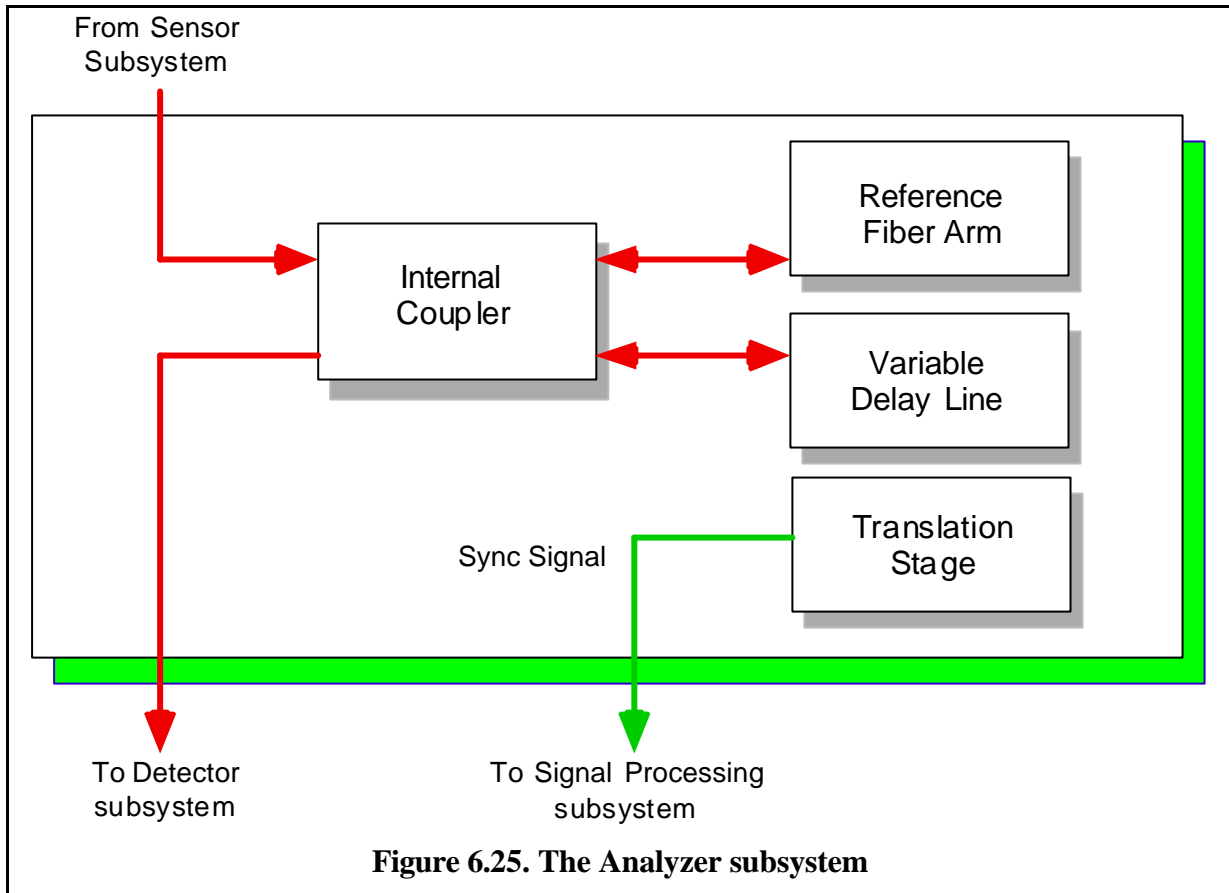 From Sensor
Subsystem
Reference
Fiber Arm
Internal
Coupler
Variable
Delay Line
Translation
Stage
Sync Signal
To Detector
subsystem
To Signal Processing
subsystem
Figure 6.25. The Analyzer subsystem